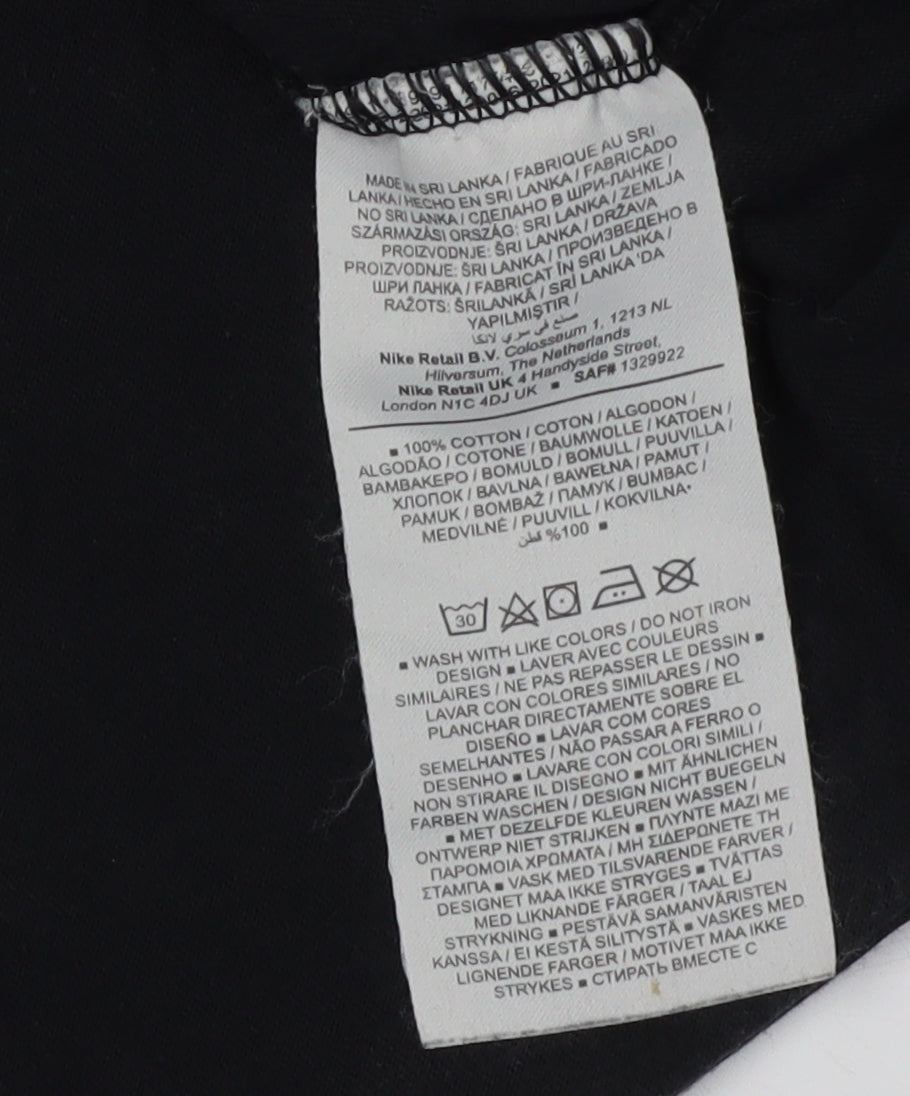 MADE IN SRI LANKA / FABRIQUE AU SRI
LANKA / HECHO EN SRI LANKA / FABRICADO
NO SRI LANKA / СДЕЛАНО В ШРИ-ЛАНКЕ /
SZÁRMAZÁSI ORSZÁG: SRI LANKA / ZEMLJA
PROIZVODNJE: ŠRI LANKA / DRŽAVA
PROIZVODNJE: ŠRI LANKA / ПРОИЗВЕДЕНО В
ШРИ ЛАНКА / FABRICAT ÎN SRI LANKA /
RAŽOTS: ŠRILANKĀ / SRİ LANKA 'DA
YAPILMIŞTIR /
صنع في سري لانكا
Nike Retail B.V. Colosseum 1, 1213 NL
Hilversum, The Netherlands
Nike Retail UK 4 Handyside Street,
London N1C 4DJ UK ■ SAF# 1329922
■ 100% COTTON / COTON / ALGODON /
ALGODÃO / COTONE / BAUMWOLLE / KATOEN /
ΒΑΜΒΑΚΕΡΟ / BOMULD / BOMULL / PUUVILLA /
ХЛОПОК / BAVLNA / BAWEŁNA / PAMUT /
PAMUK / BOMBAŽ / ПАМУК / BUMBAC /
MEDVILNĖ / PUUVILL / KOKVILNA
100% قطن ■
30
■ WASH WITH LIKE COLORS / DO NOT IRON
DESIGN ■ LAVER AVEC COULEURS
SIMILAIRES / NE PAS REPASSER LE DESSIN ■
LAVAR CON COLORES SIMILARES / NO
PLANCHAR DIRECTAMENTE SOBRE EL
DISEÑO ■ LAVAR COM CORES
SEMELHANTES / NÃO PASSAR A FERRO O
DESENHO ■ LAVARE CON COLORI SIMILI /
NON STIRARE IL DISEGNO ■ MIT ÄHNLICHEN
FARBEN WASCHEN / DESIGN NICHT BUEGELN
■ MET DEZELFDE KLEUREN WASSEN /
ONTWERP NIET STRIJKEN ■ ΠΛΥΝΤΕ ΜΑΖΙ ΜΕ
ΠΑΡΟΜΟΙΑ ΧΡΩΜΑΤΑ / ΜΗ ΣΙΔΕΡΩΝΕΤΕ ΤΗ
ΣΤΑΜΠΑ ■ VASK MED TILSVARENDE FARVER /
DESIGNET MAA IKKE STRYGES ■ TVÄTTAS
MED LIKNANDE FÄRGER / TAAL EJ
STRYKNING ■ PESTÄVÄ SAMANVÄRISTEN
KANSSA / EI KESTÄ SILITYSTÄ ■ VASKES MED
LIGNENDE FARGER / MOTIVET MAA IKKE
STRYKES ■ СТИРАТЬ ВМЕСТЕ С